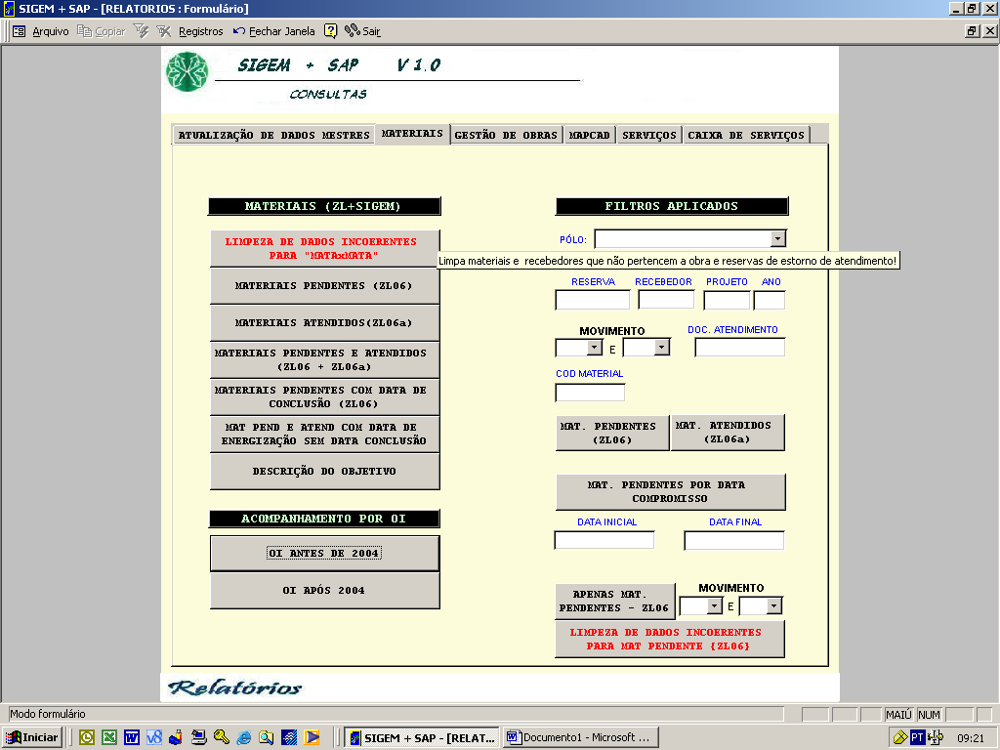 SIGEM + SAP - [RELATORIOS : Formulário]
Arquivo Copiar Registros Fechar Janela Sair
SIGEM + SAP V 1.0
CONSULTAS
ATUALIZAÇÃO DE DADOS MESTRES MATERIAIS GESTÃO DE OBRAS MAPCAD SERVIÇOS CAIXA DE SERVIÇOS
MATERIAIS (ZL+SIGEM)
LIMPEZA DE DADOS INCOERENTES
PARA "MATAxMATA"
MATERIAIS PENDENTES (ZL06)
MATERIAIS ATENDIDOS(ZL06a)
MATERIAIS PENDENTES E ATENDIDOS
(ZL06 + ZL06a)
MATERIAIS PENDENTES COM DATA DE
CONCLUSÃO (ZL06)
MAT PEND E ATEND COM DATA DE
ENERGIZAÇÃO SEM DATA CONCLUSÃO
DESCRIÇÃO DO OBJETIVO
ACOMPANHAMENTO POR OI
OI ANTES DE 2004
OI APÓS 2004
FILTROS APLICADOS
PÓLO:
Limpa materiais e recebedores que não pertencem a obra e reservas de estorno de atendimento!
RESERVA RECEBEDOR PROJETO ANO
MOVIMENTO DOC. ATENDIMENTO
E
COD MATERIAL
MAT. PENDENTES
(ZL06)
MAT. ATENDIDOS
(ZL06a)
MAT. PENDENTES POR DATA
COMPROMISSO
DATA INICIAL DATA FINAL
APENAS MAT.
PENDENTES - ZL06
MOVIMENTO
E
LIMPEZA DE DADOS INCOERENTES
PARA MAT PENDENTE {ZL06}
Relatórios
Modo formulário MAIÚ NUM
Iniciar SIGEM + SAP - [RELAT... Documento1 - Microsoft ... PT 09:21